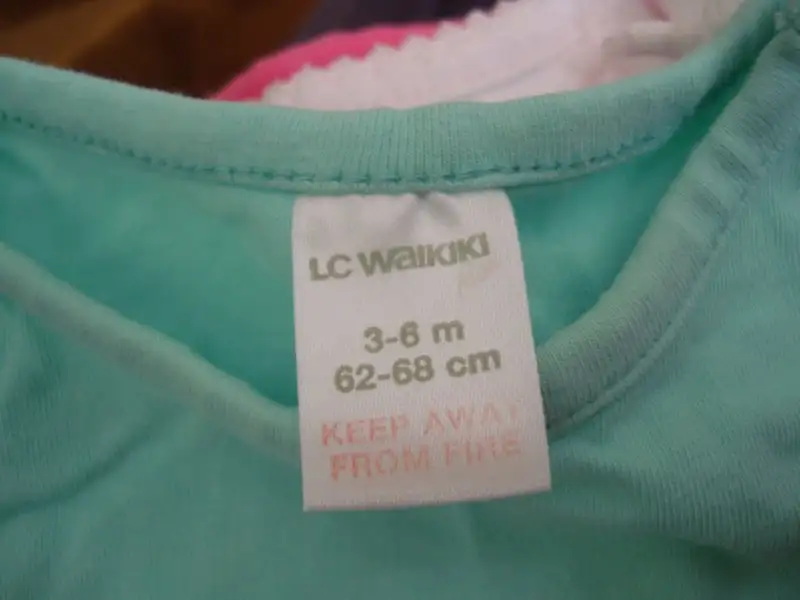 LC Waikiki
3-6 m
62-68 cm
KEEP AWAY
FROM FIRE